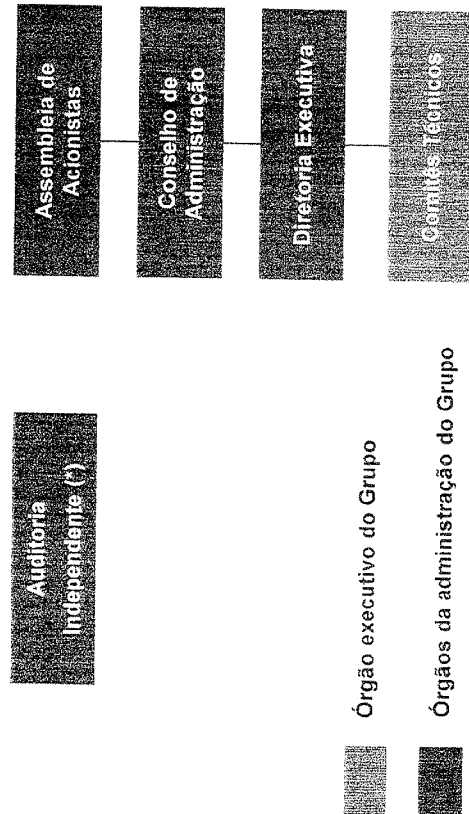 Assembleia de
Acionistas
Conselho de
Administração
Diretoria Executiva
Comitês Técnicos
Auditoria
Independente (*)
Órgão executivo do Grupo
Órgãos da administração do Grupo